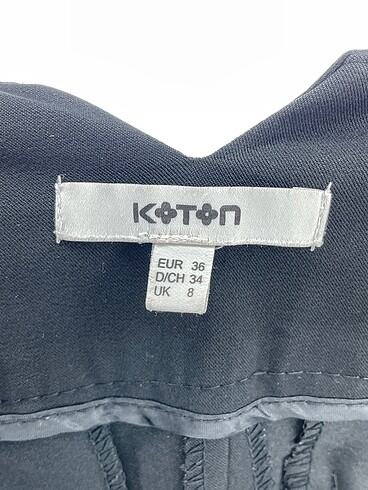 KOTON
EUR 36
D/CH 34
UK 8